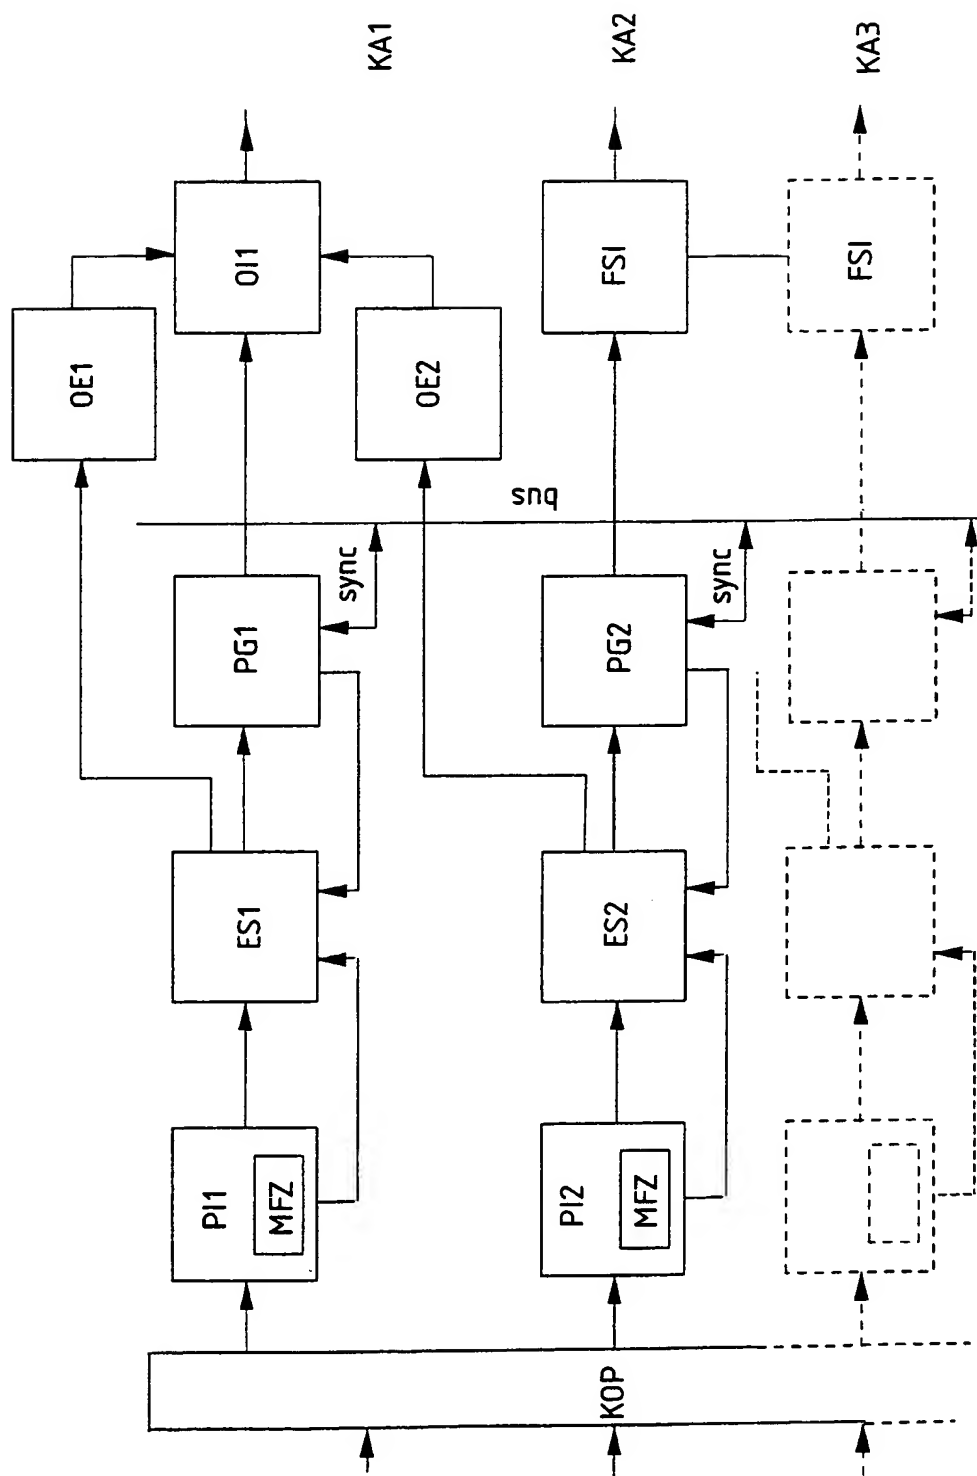 OE1
PI1
ES1
PG1
OI1
MFZ
sync
KA1
OE2
bus
PI2
KOP
ES2
PG2
FSI
KA2
MFZ
sync
FSI
KA3